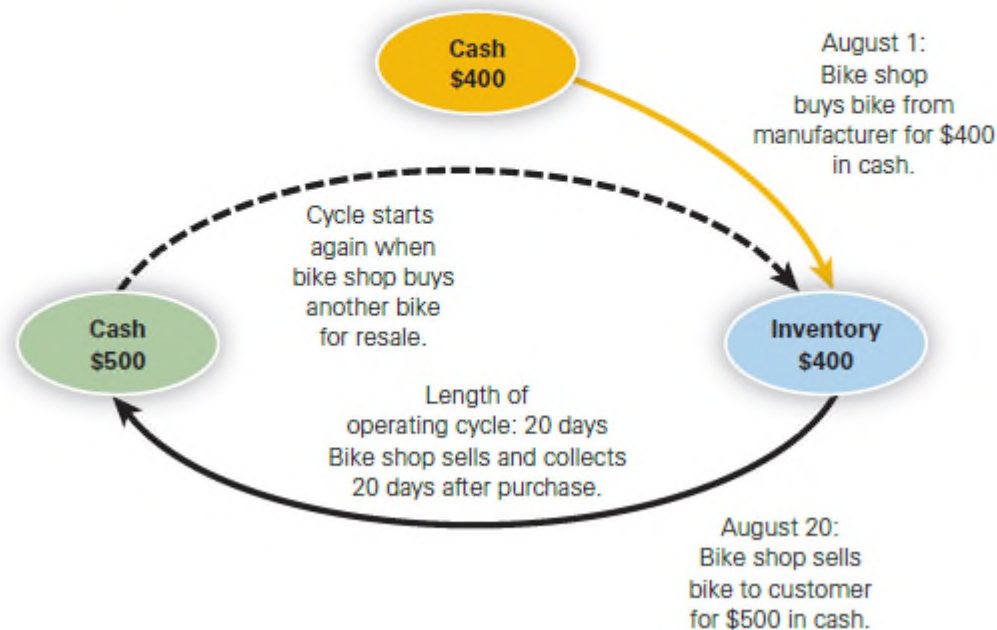 Cash
$400
August 1:
Bike shop
buys bike from
manufacturer for $400
in cash.
Cycle starts
again when
bike shop buys
another bike
for resale.
Cash
$500
Inventory
$400
Length of
operating cycle: 20 days
Bike shop sells and collects
20 days after purchase.
August 20:
Bike shop sells
bike to customer
for $500 in cash.